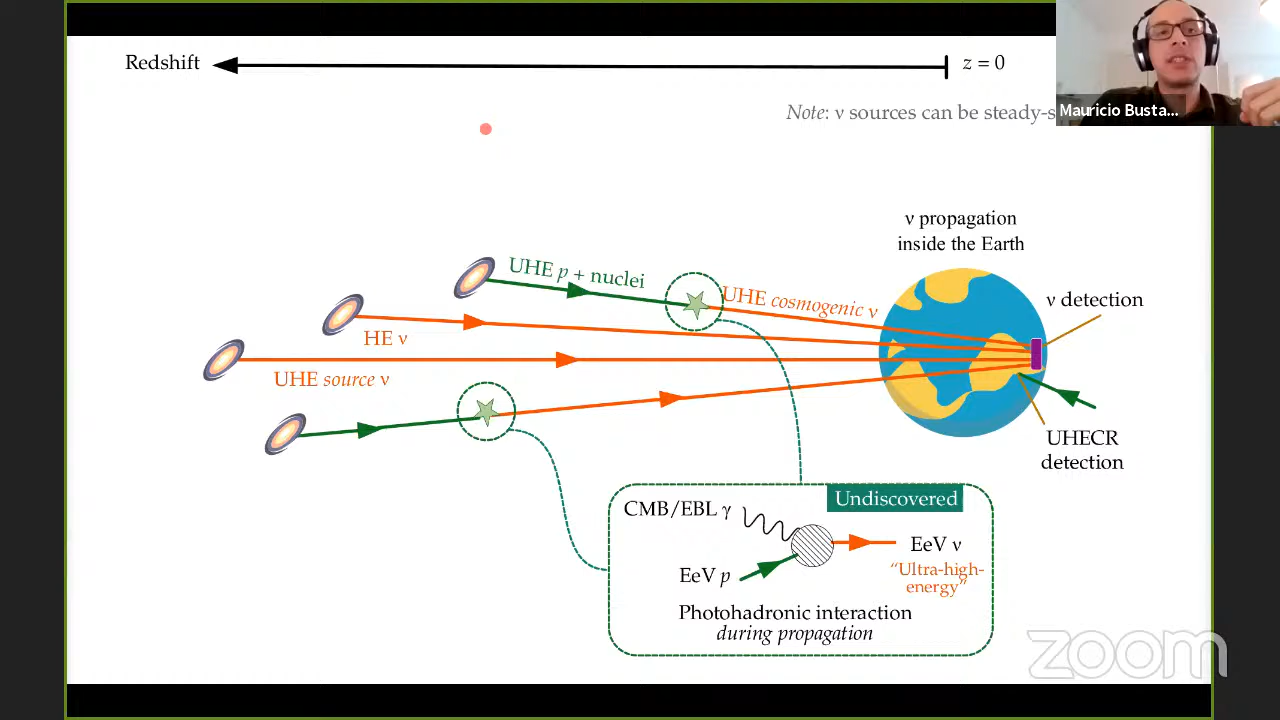 Redshift
z = 0
Note: ν sources can be steady-s
Mauricio Busta...
ν propagation
inside the Earth
UHE p + nuclei
UHE cosmogenic ν
ν detection
HE ν
UHE source ν
UHECR
detection
Undiscovered
CMB/EBL γ
EeV ν
EeV p
"Ultra-high-
energy"
Photohadronic interaction
during propagation
zoom